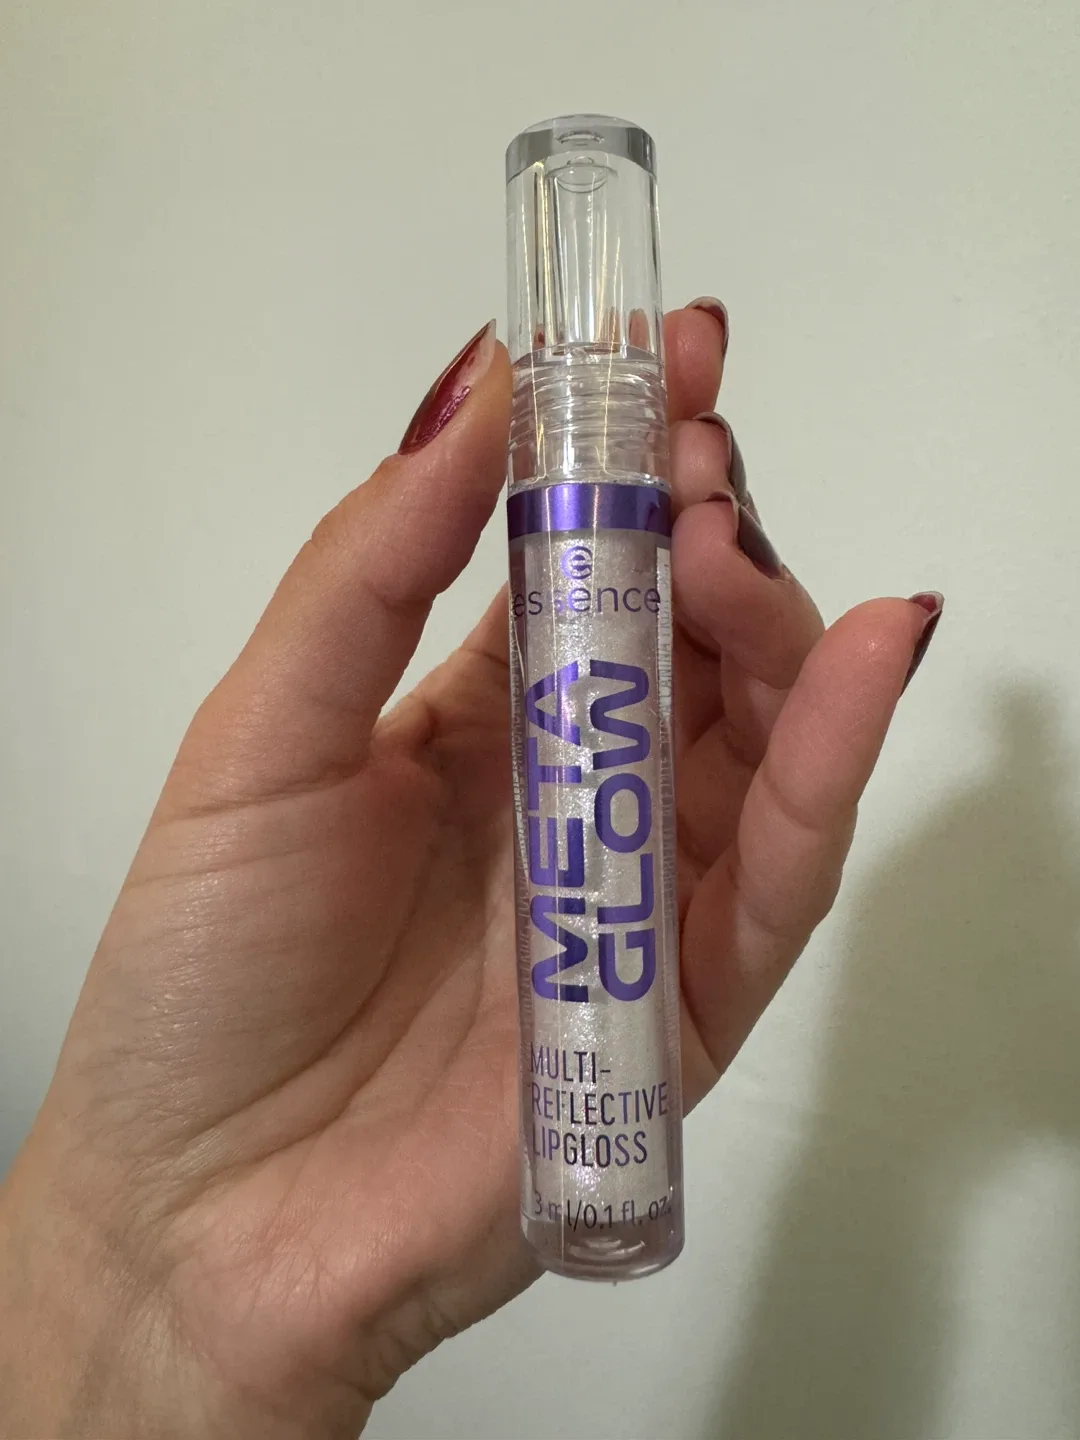 essence
META
GLOW
MULTI-
REFLECTIVE
LIPGLOSS
3 ml/0.1 fl. oz.